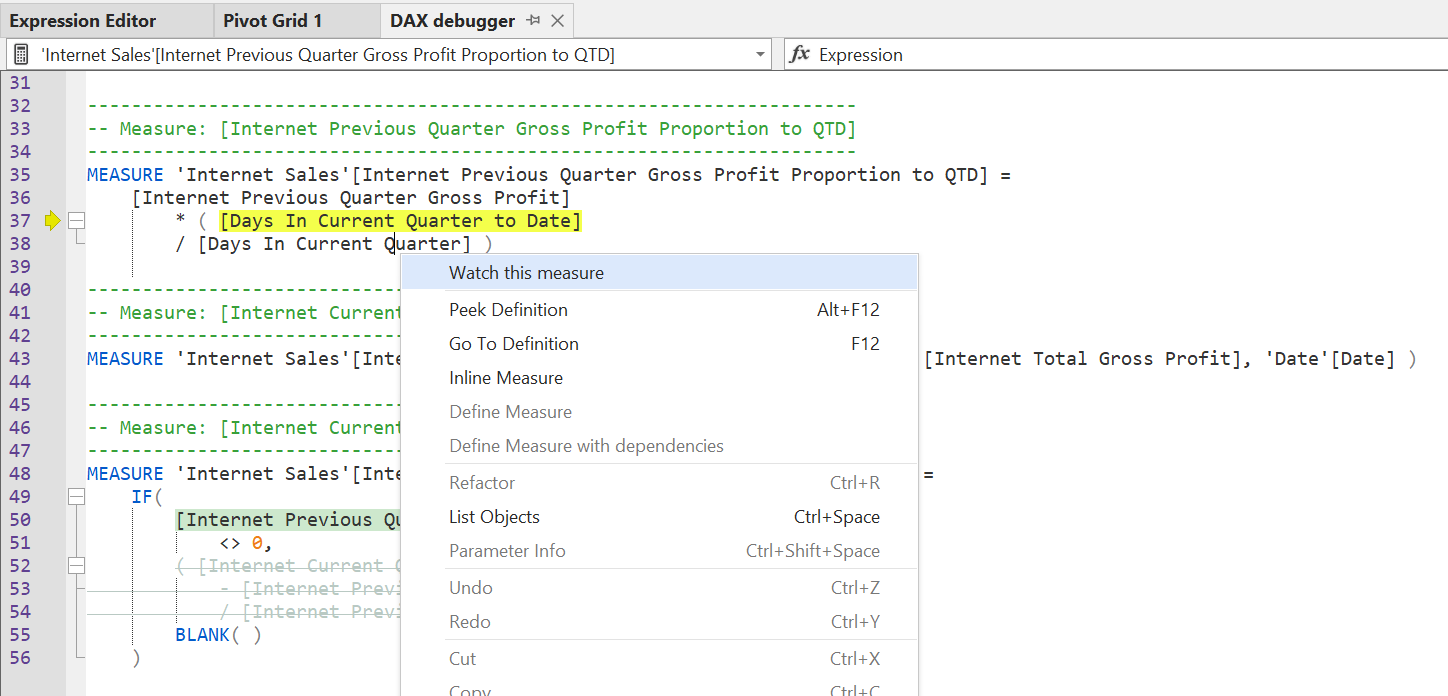 Expression Editor Pivot Grid 1 DAX debugger
'Internet Sales'[Internet Previous Quarter Gross Profit Proportion to QTD] fx Expression
31
32 ----------------------------------------------------------------------
33 -- Measure: [Internet Previous Quarter Gross Profit Proportion to QTD]
34 ----------------------------------------------------------------------
35 MEASURE 'Internet Sales'[Internet Previous Quarter Gross Profit Proportion to QTD] =
36 [Internet Previous Quarter Gross Profit]
37 * ( [Days In Current Quarter to Date]
38 / [Days In Current Quarter] )
39
40 -----------------------------
41 -- Measure: [Internet Current
42 -----------------------------
43 MEASURE 'Internet Sales'[Inte [Internet Total Gross Profit], 'Date'[Date] )
44
45 -----------------------------
46 -- Measure: [Internet Current
47 -----------------------------
48 MEASURE 'Internet Sales'[Inte =
49 IF(
50 [Internet Previous Qu
51 <> 0,
52 ( [Internet Current
53 - [Internet Previ
54 / [Internet Previ
55 BLANK( )
56 )
Watch this measure
Peek Definition Alt+F12
Go To Definition F12
Inline Measure
Define Measure
Define Measure with dependencies
Refactor Ctrl+R
List Objects Ctrl+Space
Parameter Info Ctrl+Shift+Space
Undo Ctrl+Z
Redo Ctrl+Y
Cut Ctrl+X
Copy Ctrl+C